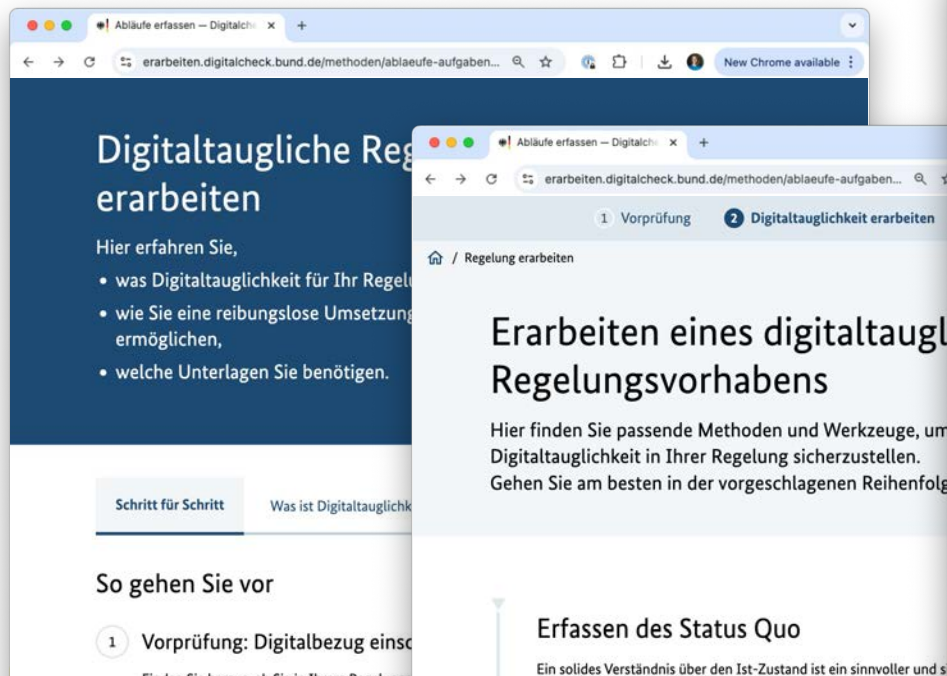 Abläufe erfassen — Digitalch
erarbeiten.digitalcheck.bund.de/methoden/ablaeufe-aufgaben...
New Chrome available
Digitaltaugliche Reg
erarbeiten
Hier erfahren Sie,
• was Digitaltauglichkeit für Ihr Regel
• wie Sie eine reibungslose Umsetzung
ermöglichen,
• welche Unterlagen Sie benötigen.
Schritt für Schritt
Was ist Digitaltauglichk
So gehen Sie vor
1 Vorprüfung: Digitalbezug einsc
Abläufe erfassen — Digitalch
erarbeiten.digitalcheck.bund.de/methoden/ablaeufe-aufgaben...
1 Vorprüfung
2 Digitaltauglichkeit erarbeiten
/ Regelung erarbeiten
Erarbeiten eines digitaltaugl
Regelungsvorhabens
Hier finden Sie passende Methoden und Werkzeuge, um
Digitaltauglichkeit in Ihrer Regelung sicherzustellen.
Gehen Sie am besten in der vorgeschlagenen Reihenfolg
Erfassen des Status Quo
Ein solides Verständnis über den Ist-Zustand ist ein sinnvoller und s